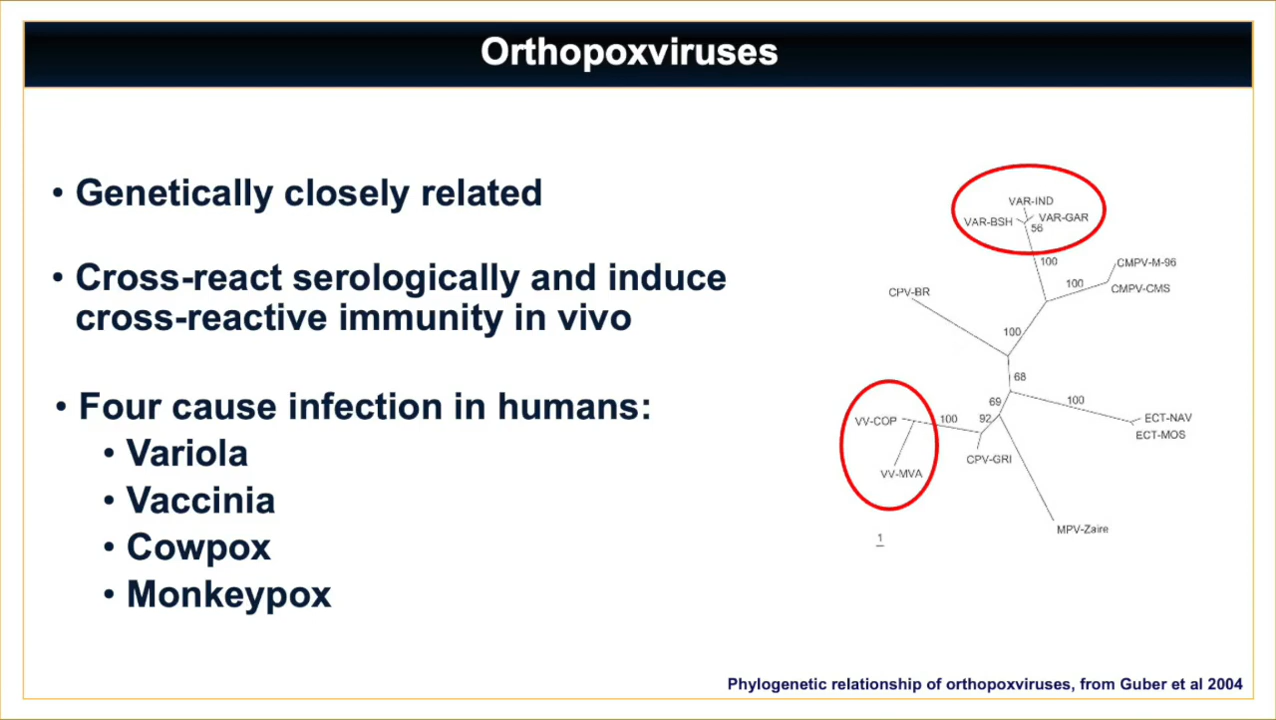 Orthopoxviruses
• Genetically closely related
• Cross-react serologically and induce
cross-reactive immunity in vivo
• Four cause infection in humans:
• Variola
• Vaccinia
• Cowpox
• Monkeypox
VAR-IND
VAR-BSH
VAR-GAR
56
100
CMPV-M-96
100
CMPV-CMS
CPV-BR
100
68
69
100
VV-COP
100
92
ECT-NAV
ECT-MOS
CPV-GRI
VV-MVA
MPV-Zaire
1
Phylogenetic relationship of orthopoxviruses, from Guber et al 2004